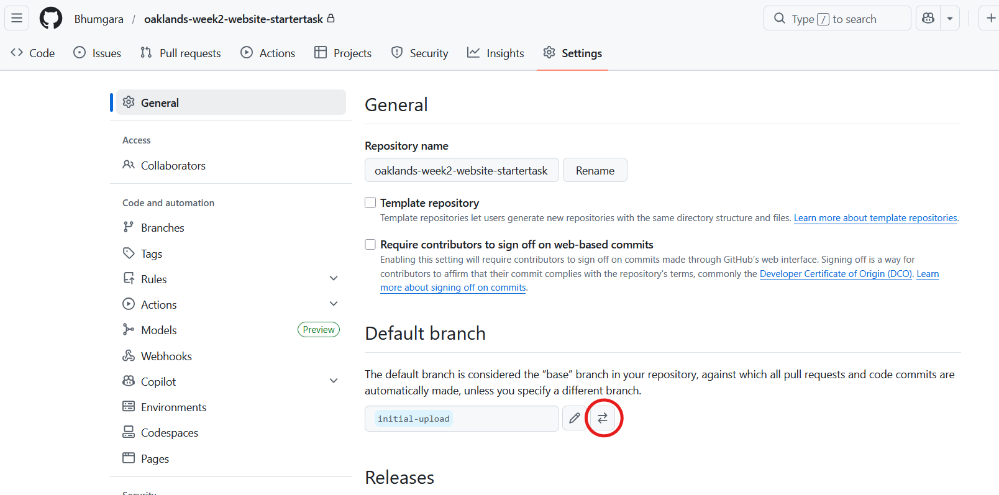 Bhumgara / oaklands-week2-website-startertask
Type / to search
Code
Issues
Pull requests
Actions
Projects
Security
Insights
Settings
General
Access
Collaborators
Code and automation
Branches
Tags
Rules
Actions
Models
Preview
Webhooks
Copilot
Environments
Codespaces
Pages
Security
General
Repository name
oaklands-week2-website-startertask
Rename
Template repository
Template repositories let users generate new repositories with the same directory structure and files. Learn more about template repositories.
Require contributors to sign off on web-based commits
Enabling this setting will require contributors to sign off on commits made through GitHub’s web interface. Signing off is a way for
contributors to affirm that their commit complies with the repository's terms, commonly the Developer Certificate of Origin (DCO). Learn
more about signing off on commits.
Default branch
The default branch is considered the “base” branch in your repository, against which all pull requests and code commits are
automatically made, unless you specify a different branch.
initial-upload
Releases